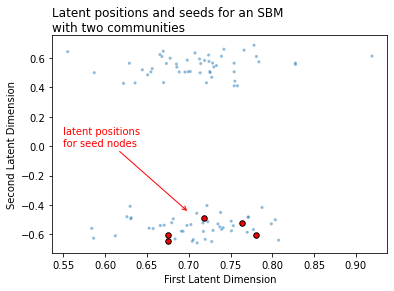 Latent positions and seeds for an SBM
with two communities
Second Latent Dimension
0.6
0.4
0.2
0.0
−0.2
−0.4
−0.6
latent positions
for seed nodes
0.55
0.60
0.65
0.70
0.75
0.80
0.85
0.90
First Latent Dimension